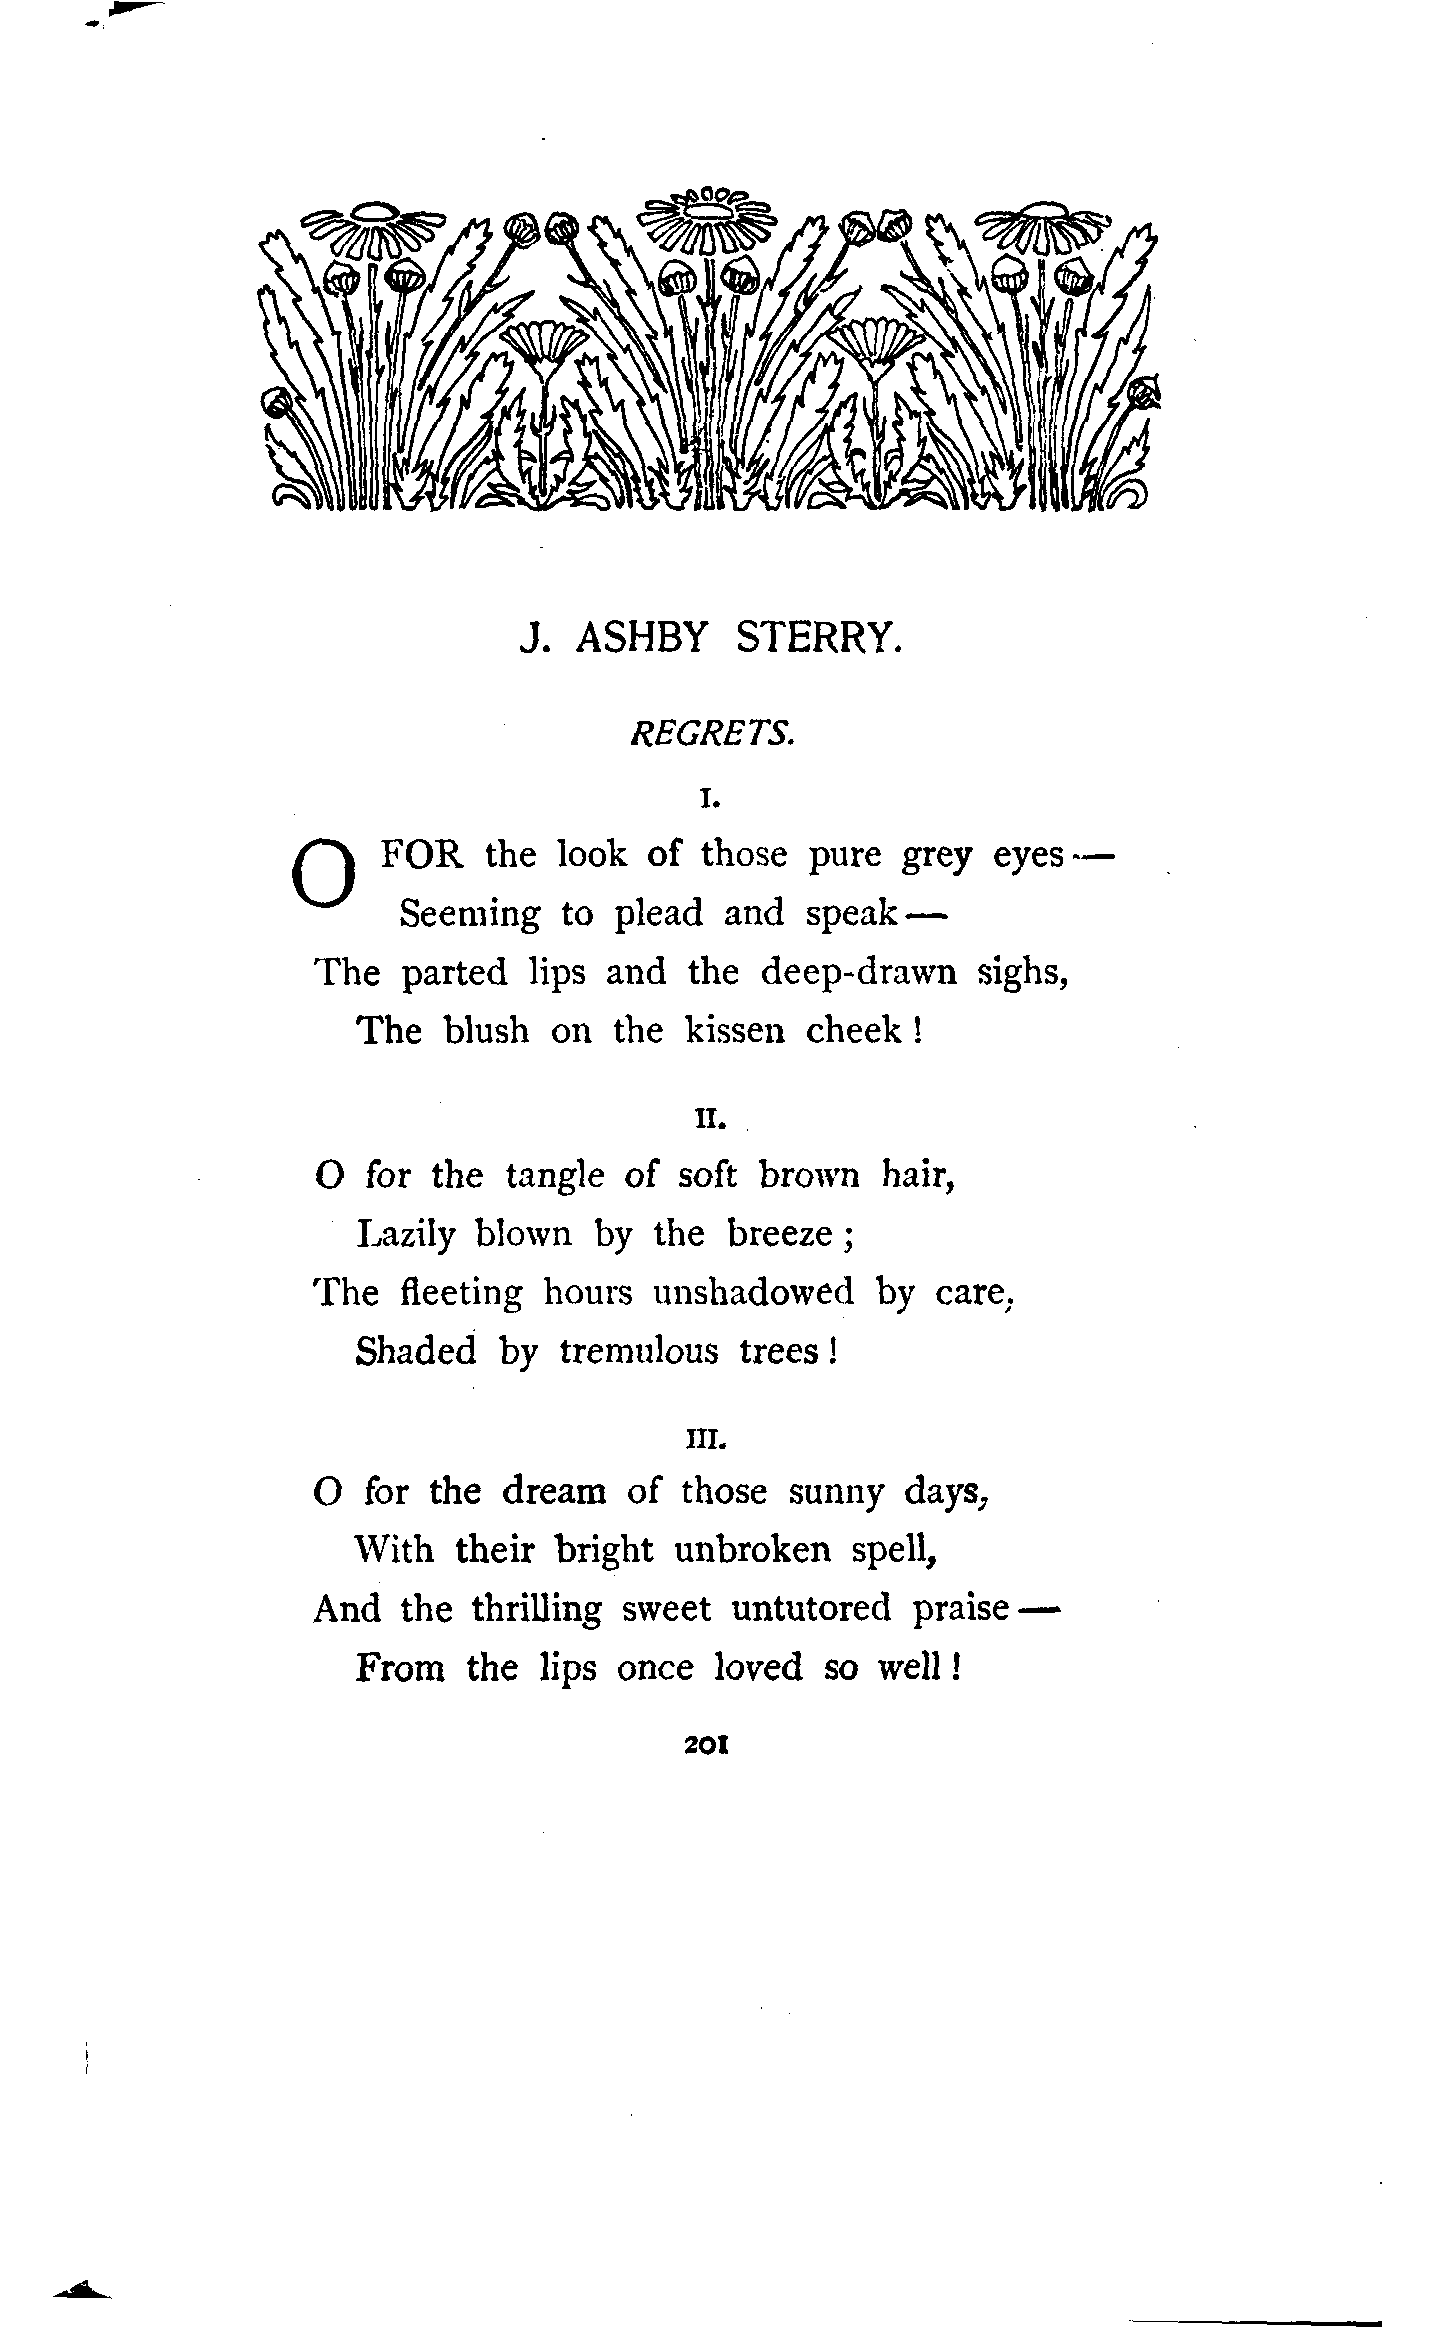 J. ASHBY STERRY.
REGRETS.
I.
O FOR the look of those pure grey eyes—
Seeming to plead and speak—
The parted lips and the deep-drawn sighs,
The blush on the kissen cheek!
II.
O for the tangle of soft brown hair,
Lazily blown by the breeze;
The fleeting hours unshadowed by care,
Shaded by tremulous trees!
III.
O for the dream of those sunny days,
With their bright unbroken spell,
And the thrilling sweet untutored praise—
From the lips once loved so well!
201